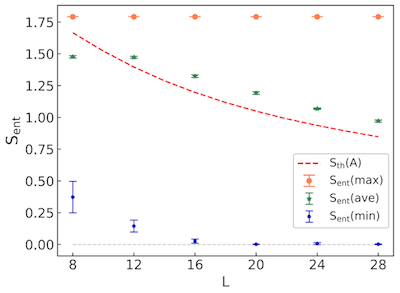 1.75
1.50
1.25
1.00
0.75
0.50
0.25
0.00
S_ent
8 12 16 20 24 28
L
S_th(A)
S_ent(max)
S_ent(ave)
S_ent(min)